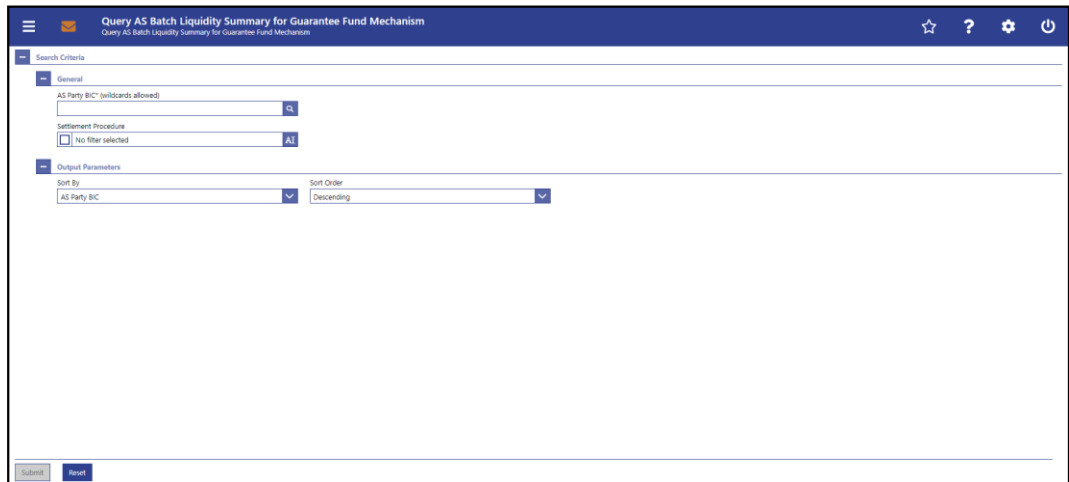 Query AS Batch Liquidity Summary for Guarantee Fund Mechanism
Query AS Batch Liquidity Summary for Guarantee Fund Mechanism
Search Criteria
General
AS Party BIC* (wildcards allowed)
Settlement Procedure
No filter selected
Output Parameters
Sort By Sort Order
AS Party BIC Descending
Submit Reset